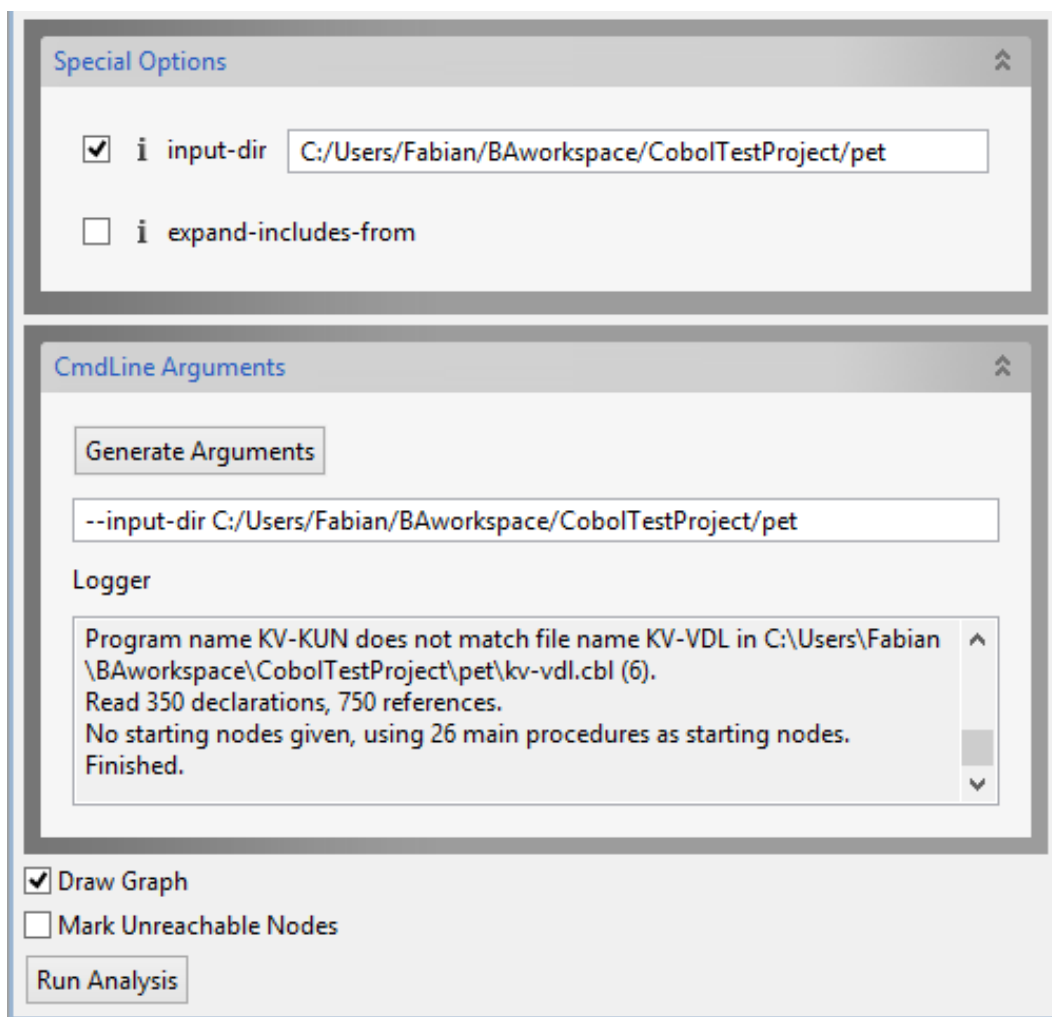 Special Options
input-dir C:/Users/Fabian/BAworkspace/CobolTestProject/pet
expand-includes-from
CmdLine Arguments
Generate Arguments
--input-dir C:/Users/Fabian/BAworkspace/CobolTestProject/pet
Logger
Program name KV-KUN does not match file name KV-VDL in C:\Users\Fabian
\BAworkspace\CobolTestProject\pet\kv-vdl.cbl (6).
Read 350 declarations, 750 references.
No starting nodes given, using 26 main procedures as starting nodes.
Finished.
Draw Graph
Mark Unreachable Nodes
Run Analysis